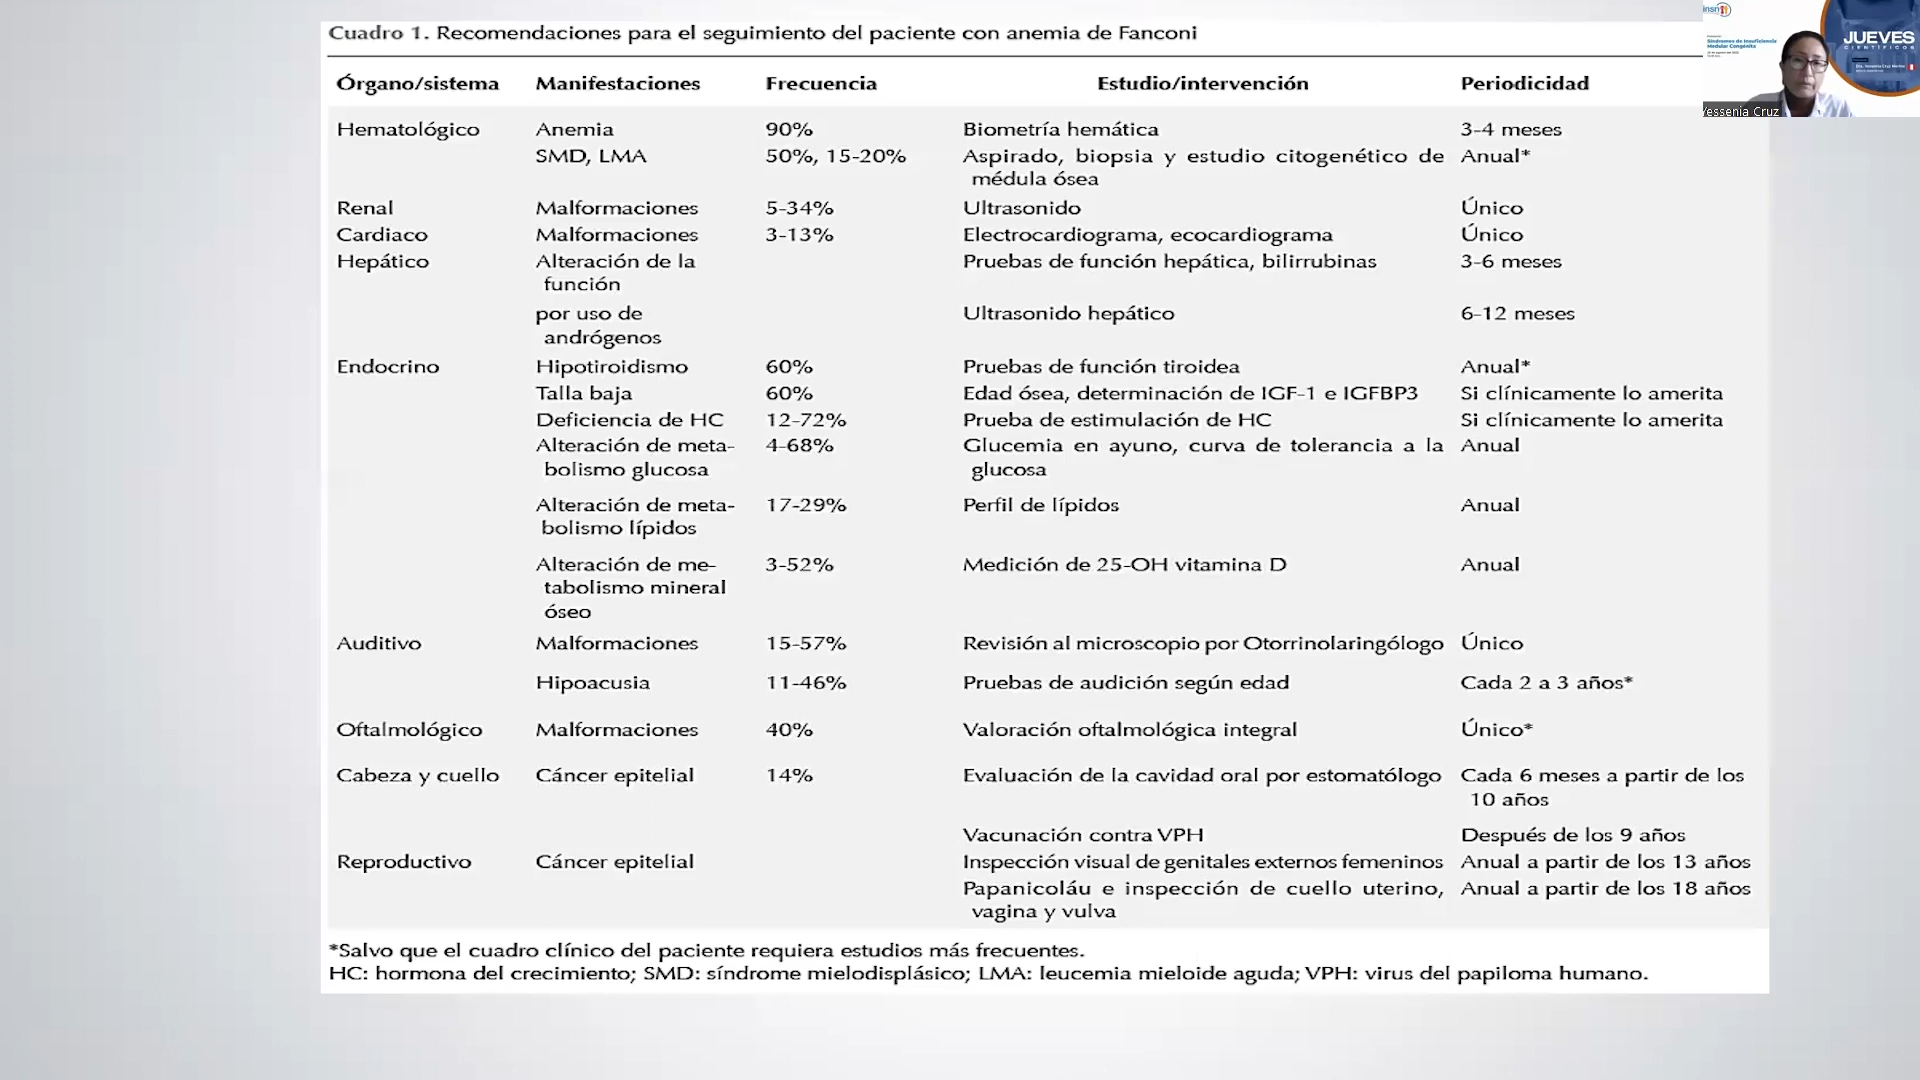 Cuadro 1. Recomendaciones para el seguimiento del paciente con anemia de Fanconi
Órgano/sistema Manifestaciones Frecuencia Estudio/intervención Periodicidad
Hematológico Anemia 90% Biometría hemática 3-4 meses
SMD, LMA 50%, 15-20% Aspirado, biopsia y estudio citogenético de Anual*
médula ósea
Renal Malformaciones 5-34% Ultrasonido Único
Cardiaco Malformaciones 3-13% Electrocardiograma, ecocardiograma Único
Hepático Alteración de la Pruebas de función hepática, bilirrubinas 3-6 meses
función
por uso de Ultrasonido hepático 6-12 meses
andrógenos
Endocrino Hipotiroidismo 60% Pruebas de función tiroidea Anual*
Talla baja 60% Edad ósea, determinación de IGF-1 e IGFBP3 Si clínicamente lo amerita
Deficiencia de HC 12-72% Prueba de estimulación de HC Si clínicamente lo amerita
Alteración de meta- 4-68% Glucemia en ayuno, curva de tolerancia a la Anual
bolismo glucosa glucosa
Alteración de meta- 17-29% Perfil de lípidos Anual
bolismo lípidos
Alteración de me- 3-52% Medición de 25-OH vitamina D Anual
tabolismo mineral
óseo
Auditivo Malformaciones 15-57% Revisión al microscopio por Otorrinolaringólogo Único
Hipoacusia 11-46% Pruebas de audición según edad Cada 2 a 3 años*
Oftalmológico Malformaciones 40% Valoración oftalmológica integral Único*
Cabeza y cuello Cáncer epitelial 14% Evaluación de la cavidad oral por estomatólogo Cada 6 meses a partir de los
10 años
Vacunación contra VPH Después de los 9 años
Reproductivo Cáncer epitelial Inspección visual de genitales externos femeninos Anual a partir de los 13 años
Papanicoláu e inspección de cuello uterino, Anual a partir de los 18 años
vagina y vulva
*Salvo que el cuadro clínico del paciente requiera estudios más frecuentes.
HC: hormona del crecimiento; SMD: síndrome mielodisplásico; LMA: leucemia mieloide aguda; VPH: virus del papiloma humano.
insn
Síndromes de Insuficiencia
Medular Congénita
JUEVES
CIENTÍFICOS
Yessenia Cruz